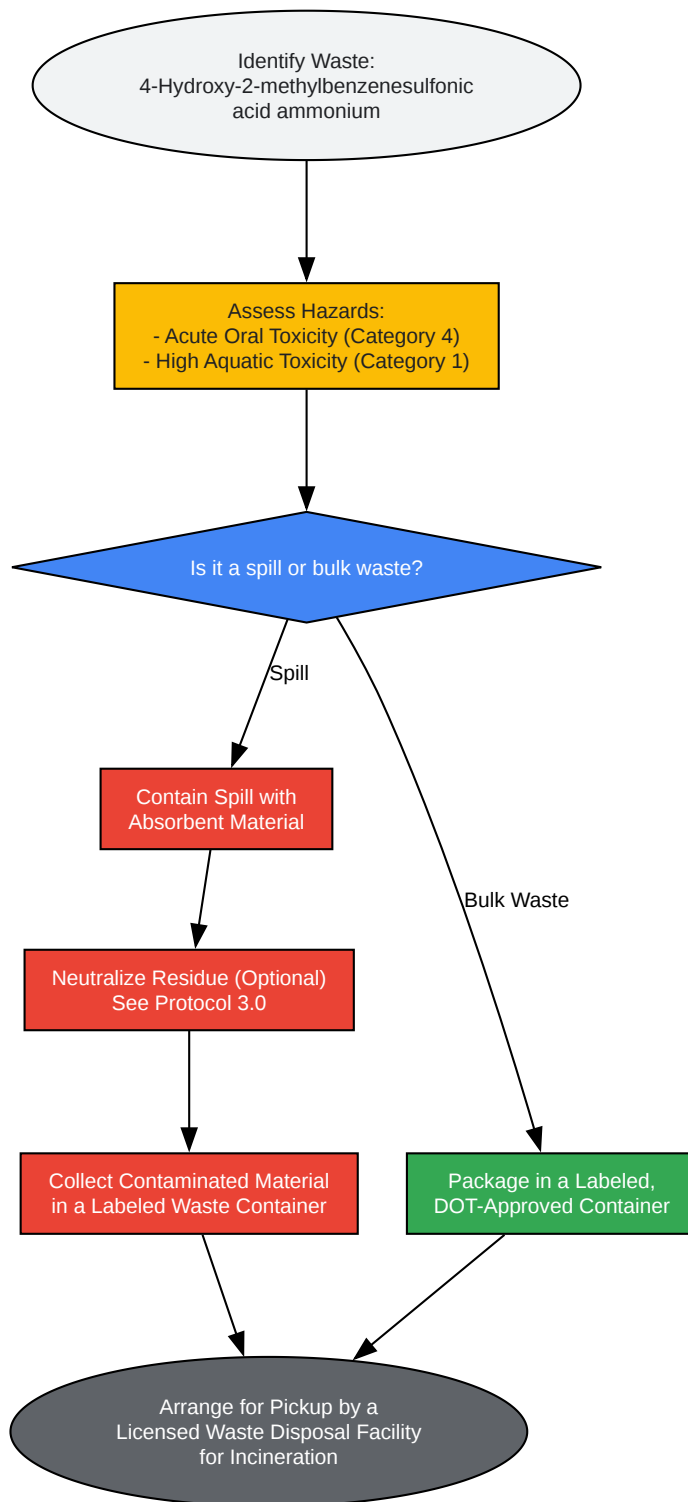 Identify Waste:
4-Hydroxy-2-methylbenzenesulfonic
acid ammonium
Assess Hazards:
- Acute Oral Toxicity (Category 4)
- High Aquatic Toxicity (Category 1)
Is it a spill or bulk waste?
Spill
Contain Spill with
Absorbent Material
Bulk Waste
Neutralize Residue (Optional)
See Protocol 3.0
Collect Contaminated Material
in a Labeled Waste Container
Package in a Labeled,
DOT-Approved Container
Arrange for Pickup by a
Licensed Waste Disposal Facility
for Incineration